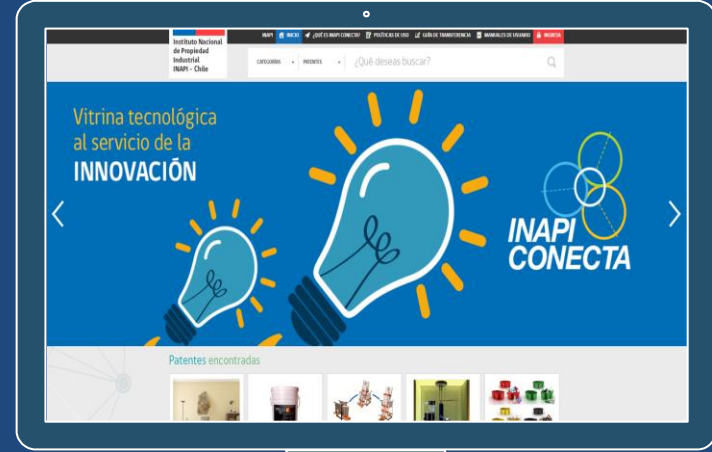 Instituto Nacional
de Propiedad
Industrial
INAPI - Chile
INAPI INICIO ¿QUÉ ES INAPI CONECTA? POLÍTICAS DE USO GUÍA DE TRANSFERENCIA MANUALES DE USUARIO INGRESA
CATEGORÍAS PATENTES ¿Qué deseas buscar?
Vitrina tecnológica
al servicio de la
INNOVACIÓN
INAPI
CONECTA
Patentes encontradas